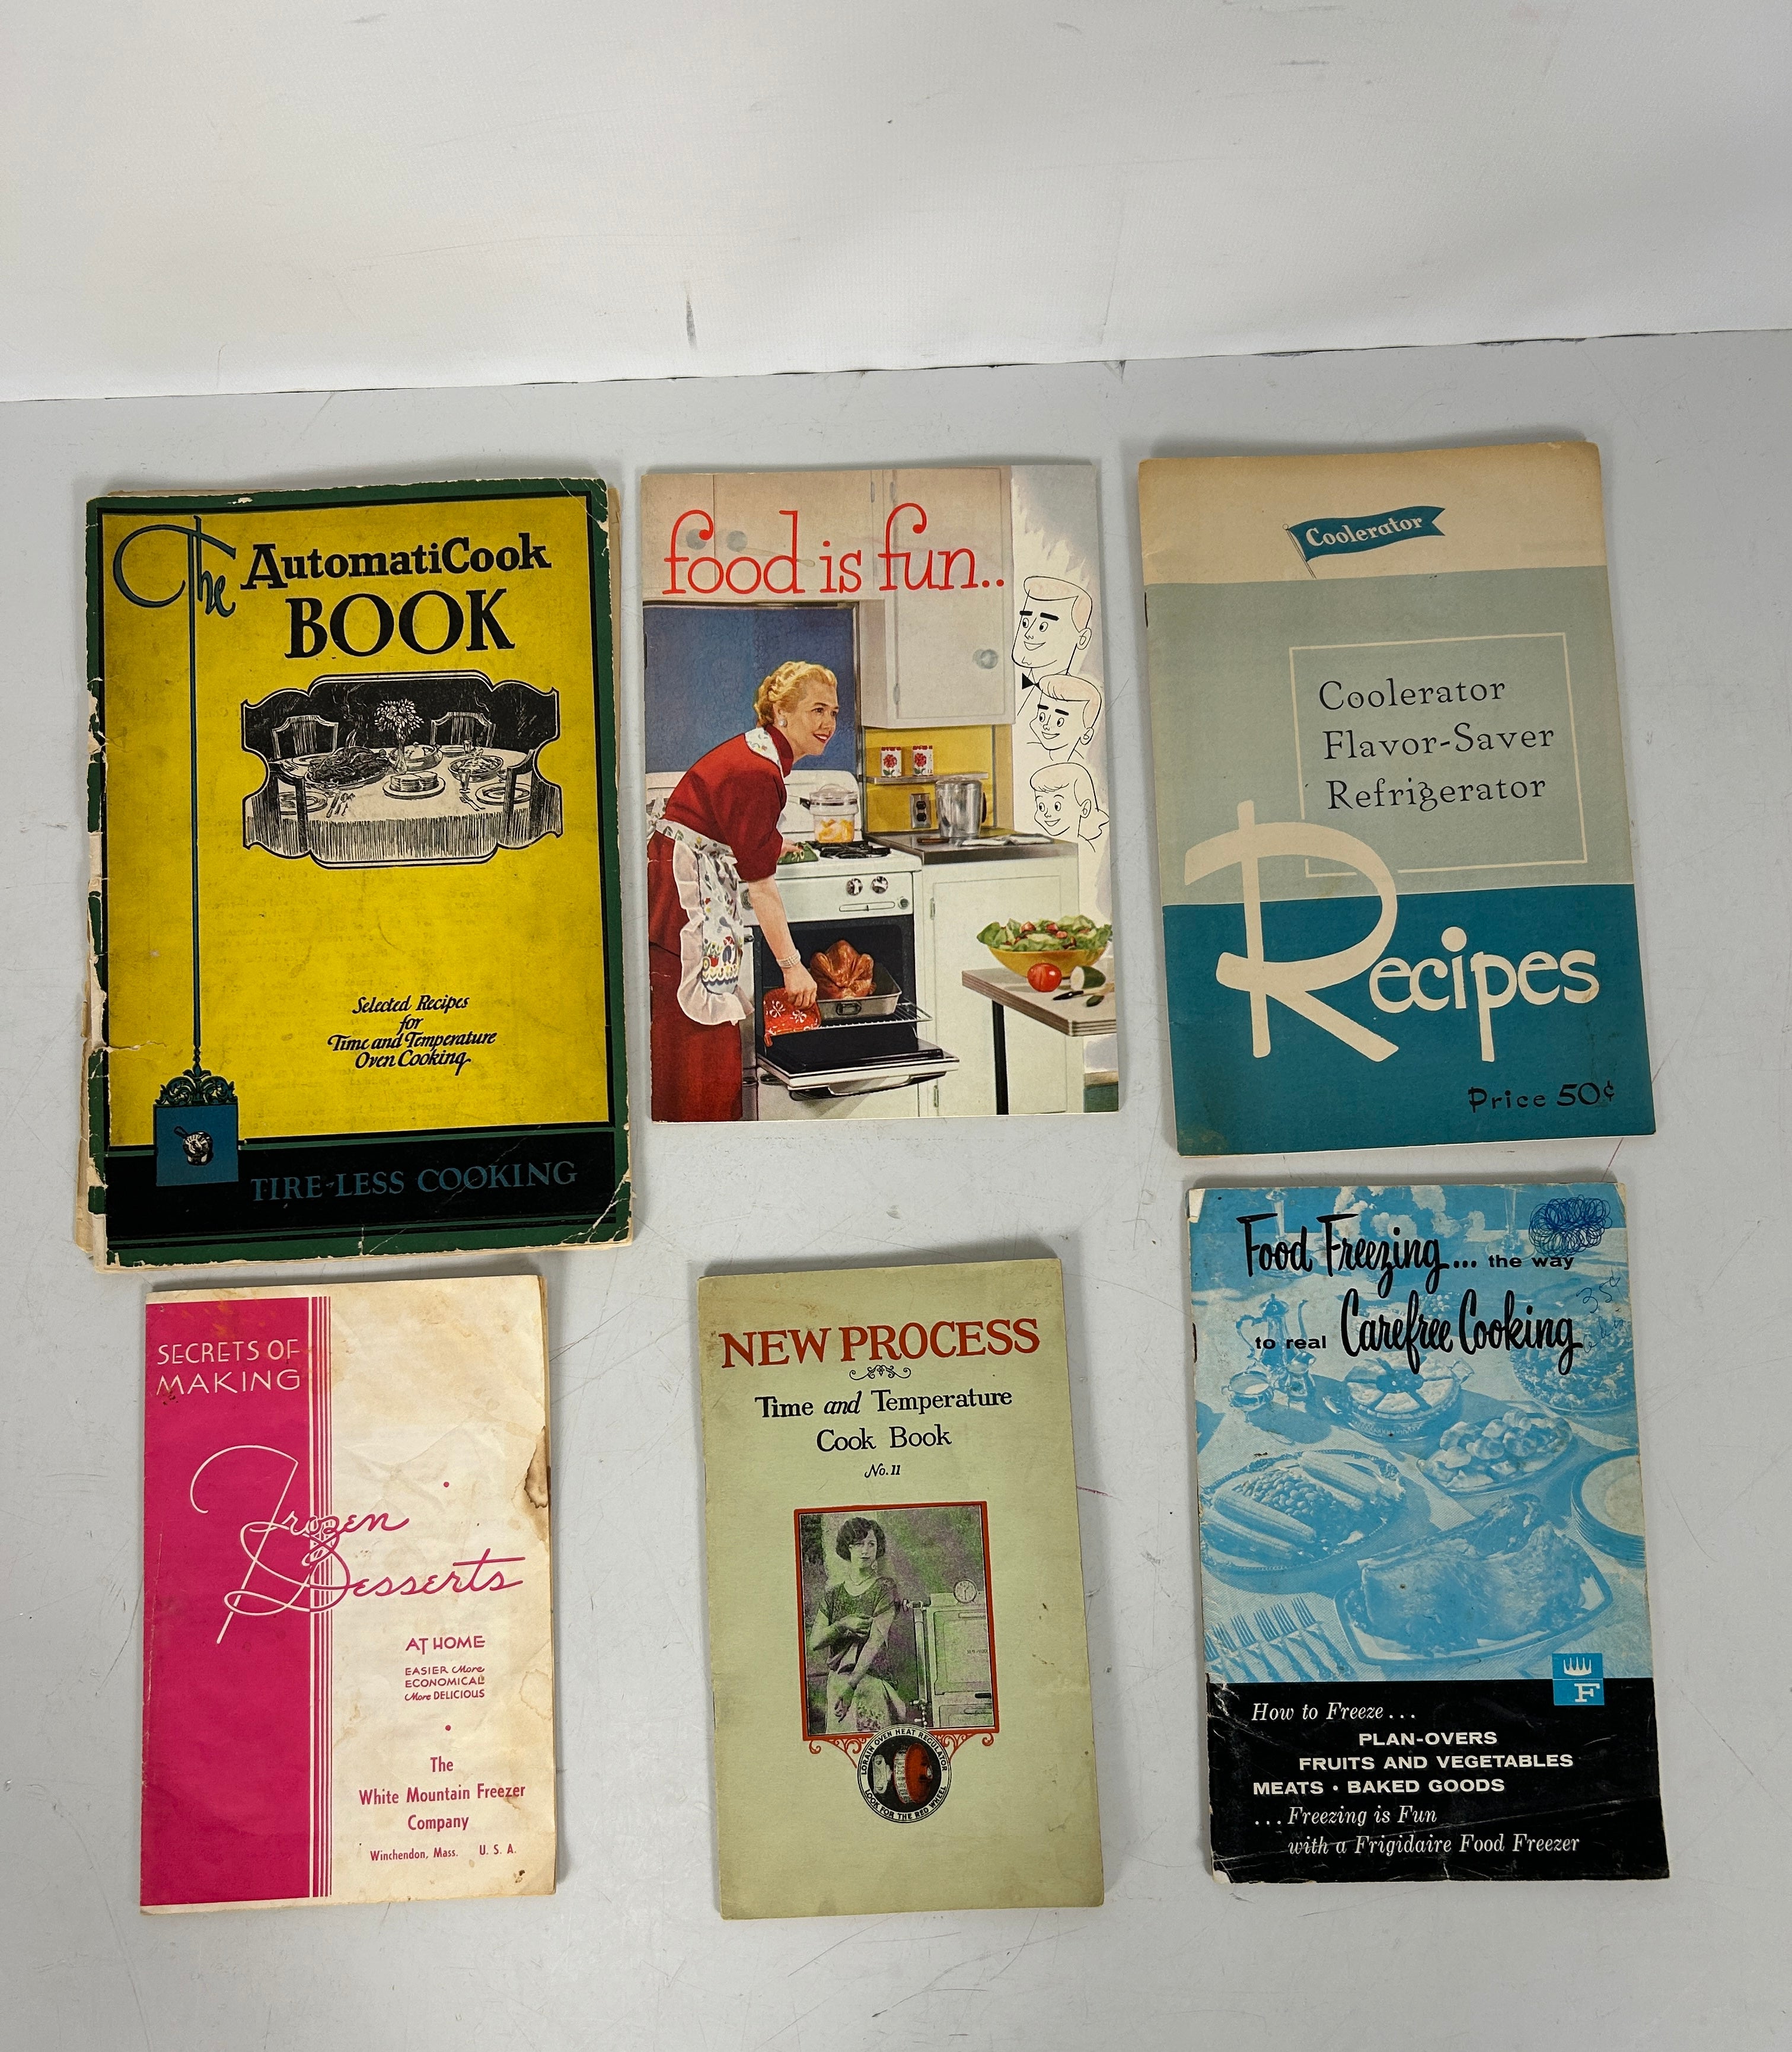 The AutomatiCook
BOOK
Selected Recipes
for
Time and Temperature
Oven Cooking
TIRE-LESS COOKING
food is fun..
Coolerator
Coolerator
Flavor-Saver
Refrigerator
Recipes
Price 50¢
SECRETS OF
MAKING
Frozen
Desserts
AT HOME
EASIER More
ECONOMICAL
More DELICIOUS
The
White Mountain Freezer
Company
Winchendon, Mass. U. S. A.
NEW PROCESS
Time and Temperature
Cook Book
No. 11
LORAIN OVEN HEAT REGULATOR
LOOK FOR THE RED WHEEL
Food Freezing... the way
35¢
to real Carefree Cooking
F
How to Freeze...
PLAN-OVERS
FRUITS AND VEGETABLES
MEATS • BAKED GOODS
...Freezing is Fun
with a Frigidaire Food Freezer